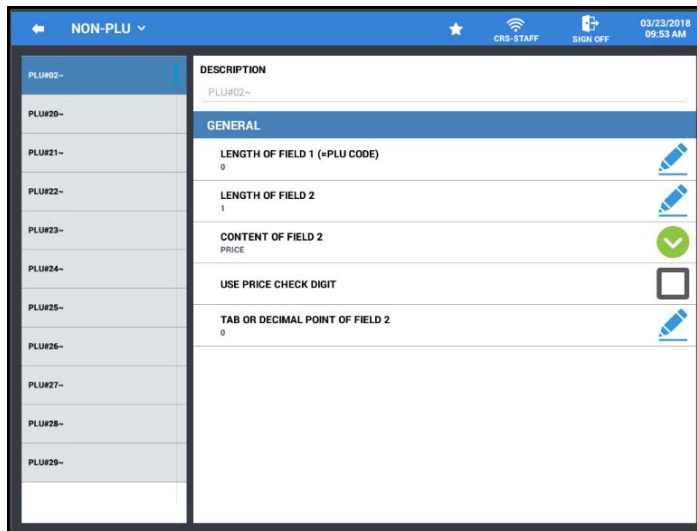 NON-PLU
CRS-STAFF
SIGN OFF
03/23/2018
09:53 AM
PLU#02~
PLU#20~
PLU#21~
PLU#22~
PLU#23~
PLU#24~
PLU#25~
PLU#26~
PLU#27~
PLU#28~
PLU#29~
DESCRIPTION
PLU#02~
GENERAL
LENGTH OF FIELD 1 (=PLU CODE)
0
LENGTH OF FIELD 2
1
CONTENT OF FIELD 2
PRICE
USE PRICE CHECK DIGIT
TAB OR DECIMAL POINT OF FIELD 2
0